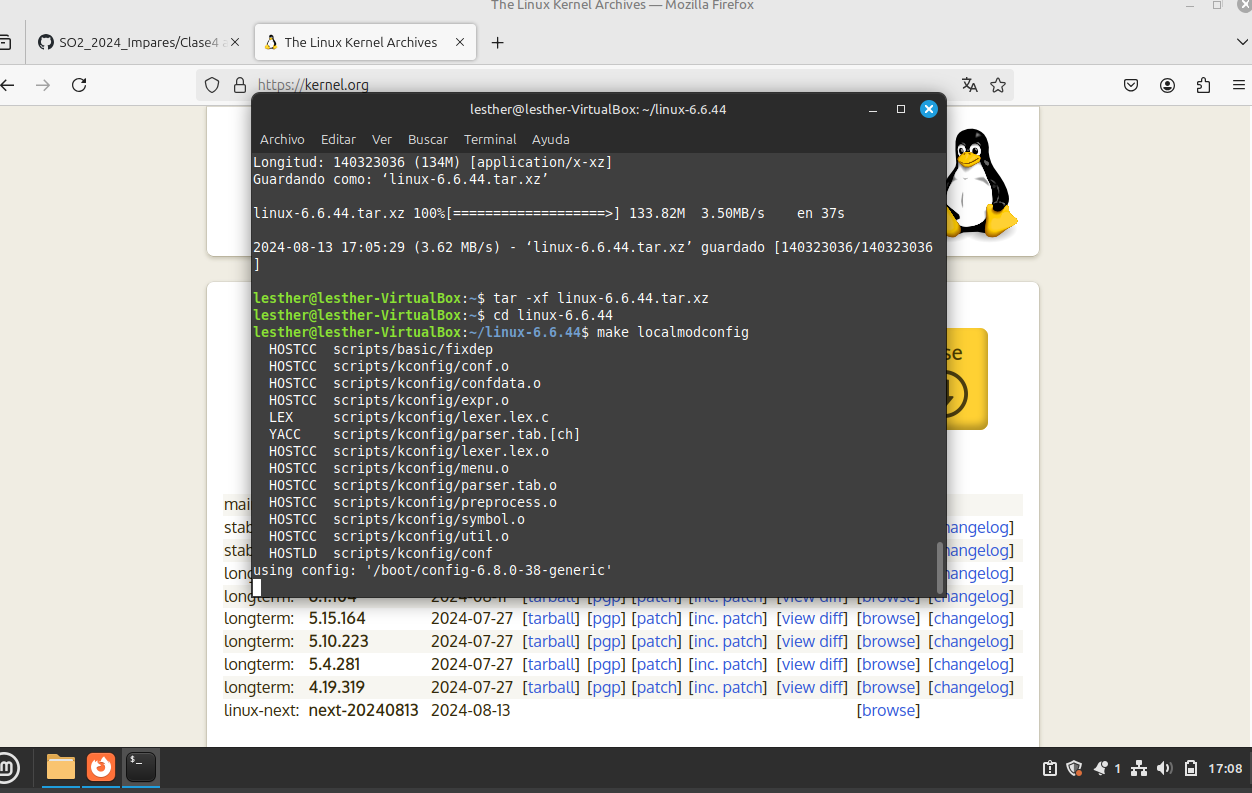 The Linux Kernel Archives — Mozilla Firefox
SO2_2024_Impares/Clase4
The Linux Kernel Archives
https://kernel.org
lesther@lesther-VirtualBox: ~/linux-6.6.44
Archivo Editar Ver Buscar Terminal Ayuda
Longitud: 140323036 (134M) [application/x-xz]
Guardando como: ‘linux-6.6.44.tar.xz’
linux-6.6.44.tar.xz 100%[===================>] 133.82M  3.50MB/s    en 37s
2024-08-13 17:05:29 (3.62 MB/s) - ‘linux-6.6.44.tar.xz’ guardado [140323036/140323036
]
lesther@lesther-VirtualBox:~$ tar -xf linux-6.6.44.tar.xz
lesther@lesther-VirtualBox:~$ cd linux-6.6.44
lesther@lesther-VirtualBox:~/linux-6.6.44$ make localmodconfig
HOSTCC  scripts/basic/fixdep
HOSTCC  scripts/kconfig/conf.o
HOSTCC  scripts/kconfig/confdata.o
HOSTCC  scripts/kconfig/expr.o
LEX     scripts/kconfig/lexer.lex.c
YACC    scripts/kconfig/parser.tab.[ch]
HOSTCC  scripts/kconfig/lexer.lex.o
HOSTCC  scripts/kconfig/menu.o
HOSTCC  scripts/kconfig/parser.tab.o
HOSTCC  scripts/kconfig/preprocess.o
HOSTCC  scripts/kconfig/symbol.o
HOSTCC  scripts/kconfig/util.o
HOSTLD  scripts/kconfig/conf
using config: '/boot/config-6.8.0-38-generic'
changelog]
changelog]
changelog]
[tarball] [pgp] [patch] [inc. patch] [view diff] [browse] [changelog]
longterm: 5.15.164 2024-07-27 [tarball] [pgp] [patch] [inc. patch] [view diff] [browse] [changelog]
longterm: 5.10.223 2024-07-27 [tarball] [pgp] [patch] [inc. patch] [view diff] [browse] [changelog]
longterm: 5.4.281 2024-07-27 [tarball] [pgp] [patch] [inc. patch] [view diff] [browse] [changelog]
longterm: 4.19.319 2024-07-27 [tarball] [pgp] [patch] [inc. patch] [view diff] [browse] [changelog]
linux-next: next-20240813 2024-08-13 [browse]
1 17:08